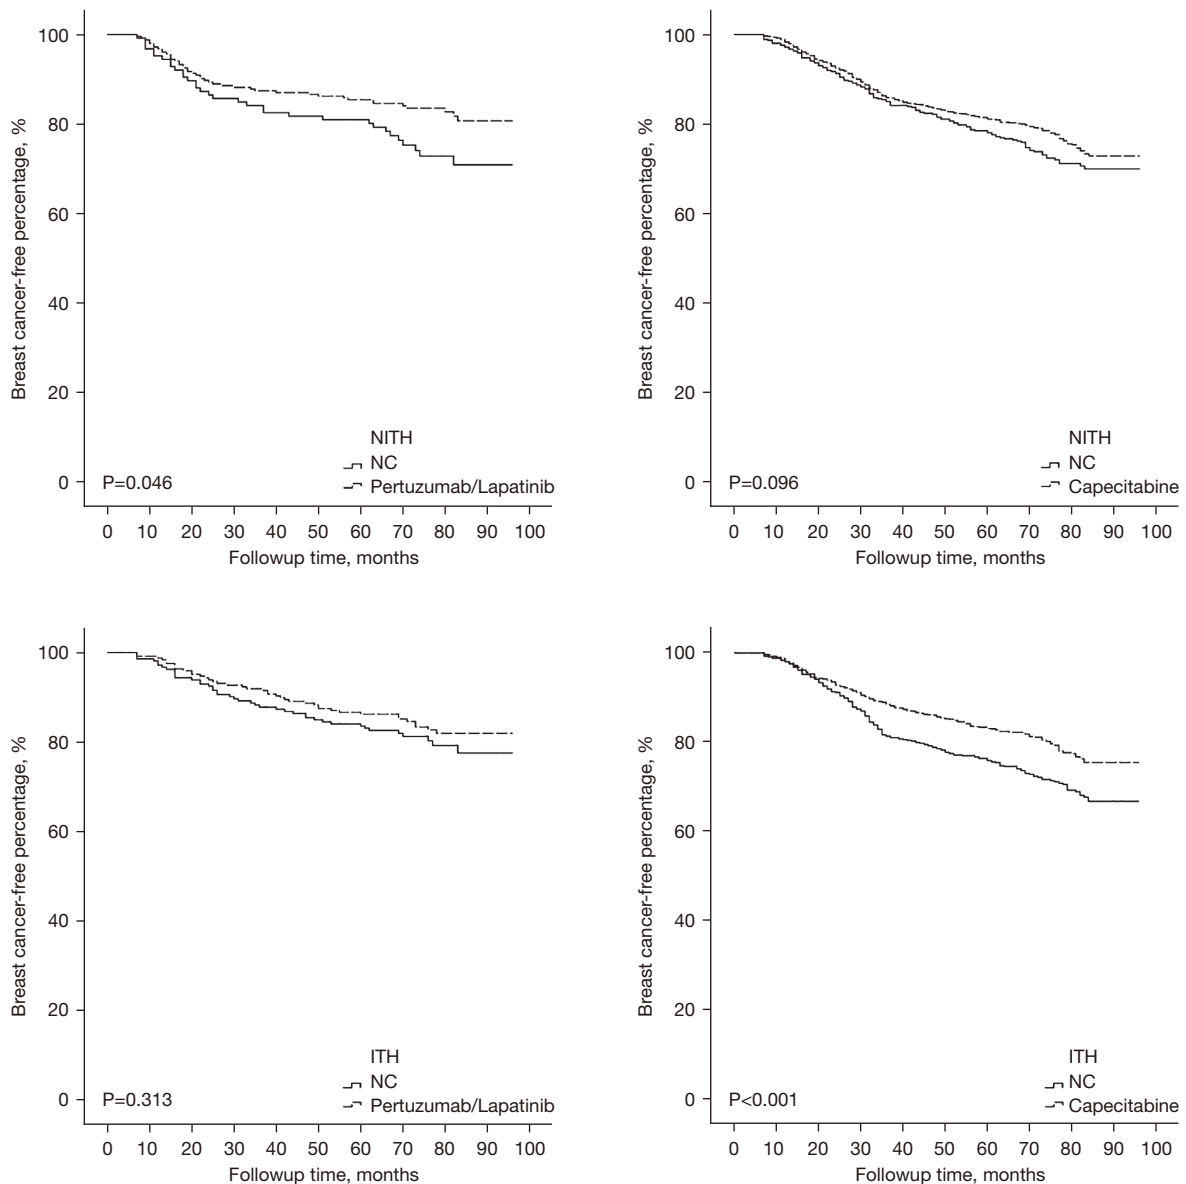 Breast cancer-free percentage, %
100
80
60
40
20
0
P=0.046
NITH
NC
Pertuzumab/Lapatinib
0 10 20 30 40 50 60 70 80 90 100
Followup time, months
Breast cancer-free percentage, %
100
80
60
40
20
0
P=0.096
NITH
NC
Capecitabine
0 10 20 30 40 50 60 70 80 90 100
Followup time, months
Breast cancer-free percentage, %
100
80
60
40
20
0
P=0.313
ITH
NC
Pertuzumab/Lapatinib
0 10 20 30 40 50 60 70 80 90 100
Followup time, months
Breast cancer-free percentage, %
100
80
60
40
20
0
P<0.001
ITH
NC
Capecitabine
0 10 20 30 40 50 60 70 80 90 100
Followup time, months